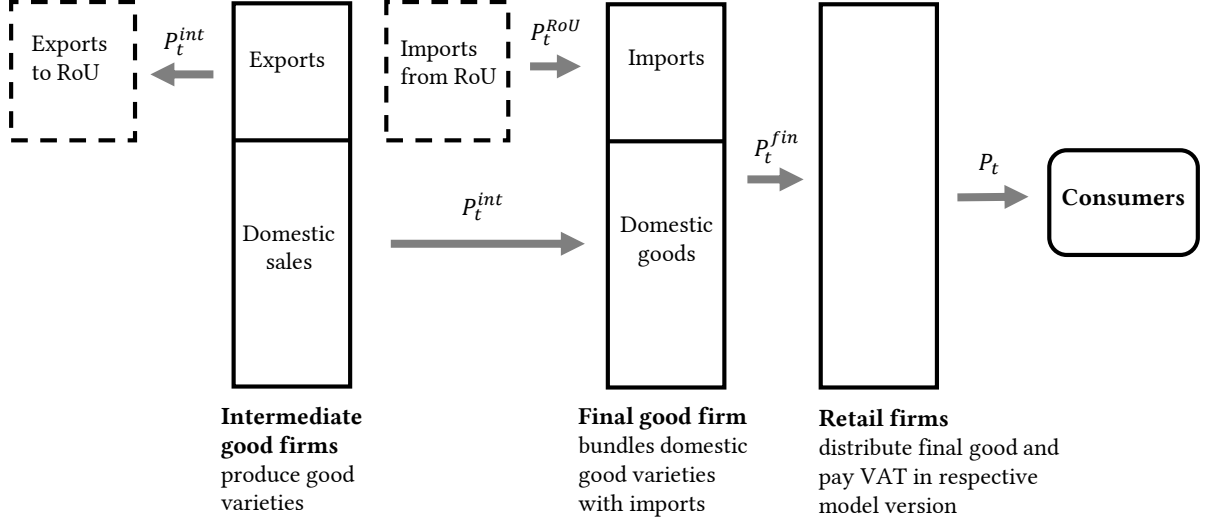 Exports
to RoU
P_t^{int}
Exports
Imports
from RoU
P_t^{RoU}
Imports
P_t^{fin}
P_t
Consumers
P_t^{int}
Domestic
sales
Domestic
goods
Intermediate
good firms
produce good
varieties
Final good firm
bundles domestic
good varieties
with imports
Retail firms
distribute final good and
pay VAT in respective
model version